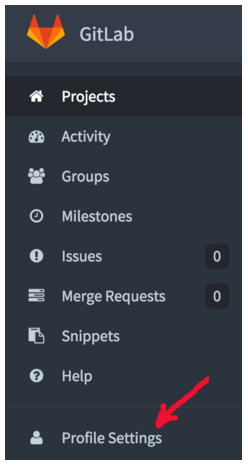 GitLab
Projects
Activity
Groups
Milestones
Issues 0
Merge Requests 0
Snippets
Help
Profile Settings